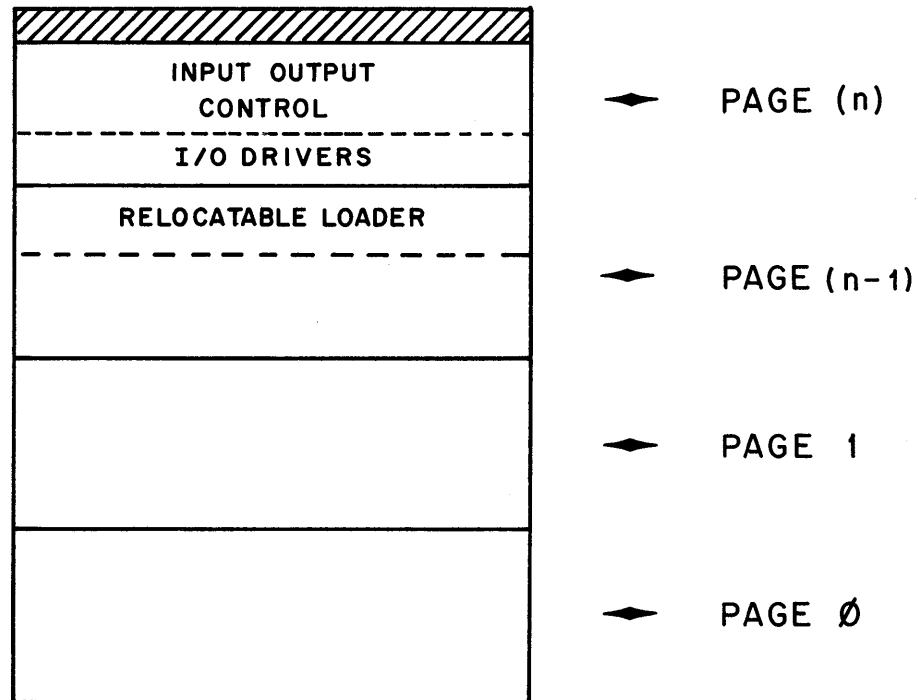 INPUT OUTPUT
CONTROL
PAGE (n)
I/O DRIVERS
RELOCATABLE LOADER
PAGE (n-1)
PAGE 1
PAGE Ø